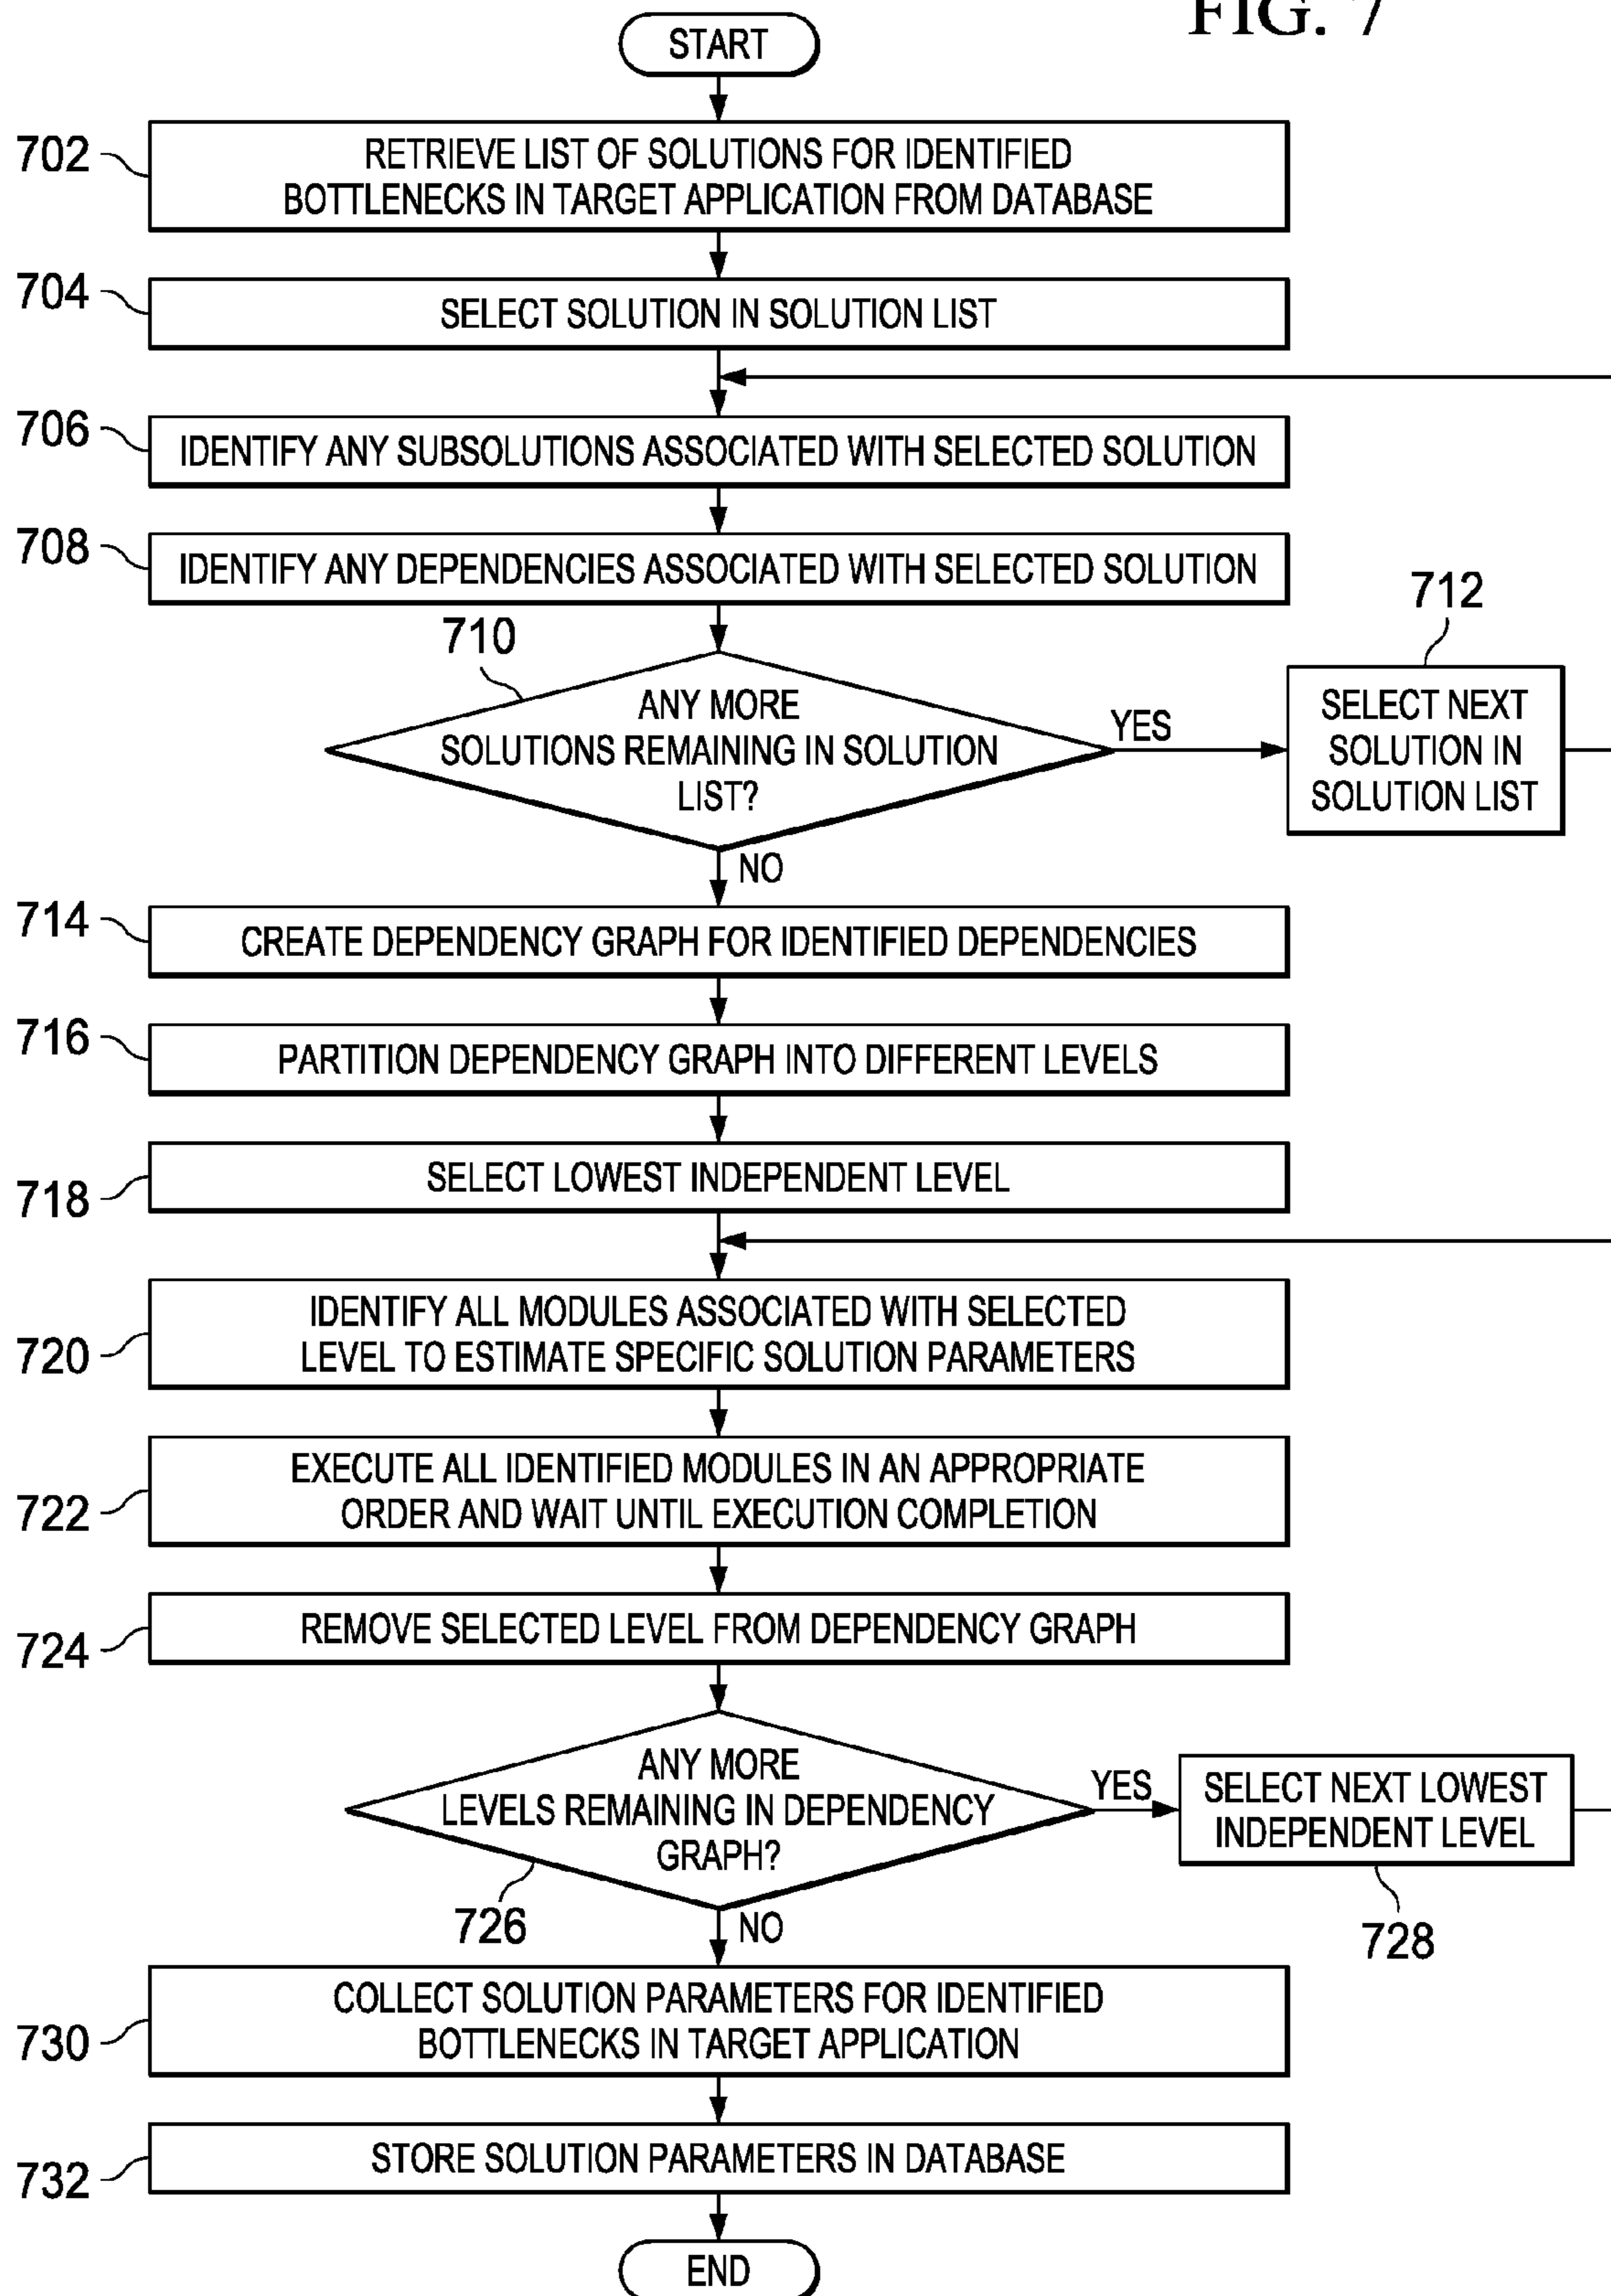 FIG. 7
START
702
RETRIEVE LIST OF SOLUTIONS FOR IDENTIFIED
BOTTLENECKS IN TARGET APPLICATION FROM DATABASE
704
SELECT SOLUTION IN SOLUTION LIST
706
IDENTIFY ANY SUBSOLUTIONS ASSOCIATED WITH SELECTED SOLUTION
708
IDENTIFY ANY DEPENDENCIES ASSOCIATED WITH SELECTED SOLUTION
710
ANY MORE
SOLUTIONS REMAINING IN SOLUTION
LIST?
YES
712
SELECT NEXT
SOLUTION IN
SOLUTION LIST
NO
714
CREATE DEPENDENCY GRAPH FOR IDENTIFIED DEPENDENCIES
716
PARTITION DEPENDENCY GRAPH INTO DIFFERENT LEVELS
718
SELECT LOWEST INDEPENDENT LEVEL
720
IDENTIFY ALL MODULES ASSOCIATED WITH SELECTED
LEVEL TO ESTIMATE SPECIFIC SOLUTION PARAMETERS
722
EXECUTE ALL IDENTIFIED MODULES IN AN APPROPRIATE
ORDER AND WAIT UNTIL EXECUTION COMPLETION
724
REMOVE SELECTED LEVEL FROM DEPENDENCY GRAPH
ANY MORE
LEVELS REMAINING IN DEPENDENCY
GRAPH?
726
YES
SELECT NEXT LOWEST
INDEPENDENT LEVEL
728
NO
730
COLLECT SOLUTION PARAMETERS FOR IDENTIFIED
BOTTLENECKS IN TARGET APPLICATION
732
STORE SOLUTION PARAMETERS IN DATABASE
END